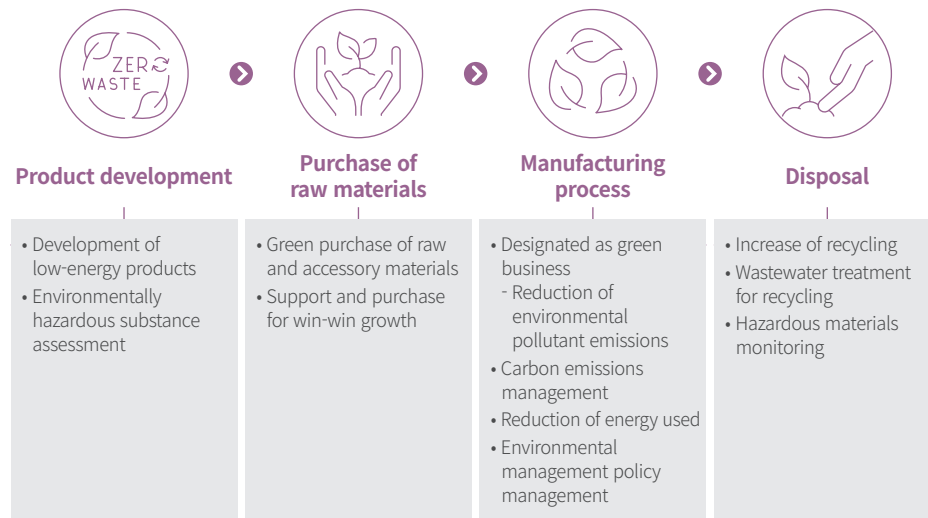 ZERO
WASTE
Product development
• Development of
low-energy products
• Environmentally
hazardous substance
assessment
Purchase of
raw materials
• Green purchase of raw
and accessory materials
• Support and purchase
for win-win growth
Manufacturing
process
• Designated as green
business
- Reduction of
environmental
pollutant emissions
• Carbon emissions
management
• Reduction of energy used
• Environmental
management policy
management
Disposal
• Increase of recycling
• Wastewater treatment
for recycling
• Hazardous materials
monitoring